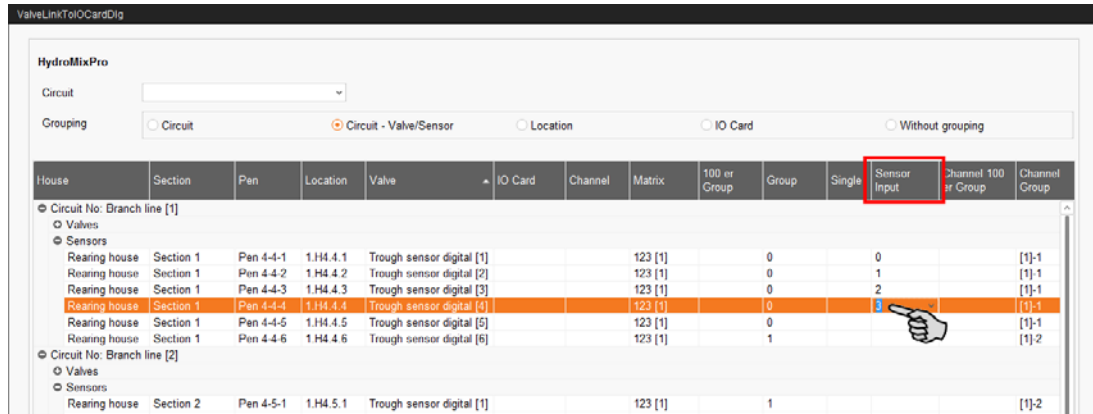 ValveLinkToIOCardDlg
HydroMixPro
Circuit
Grouping Circuit Circuit - Valve/Sensor Location IO Card Without grouping
House Section Pen Location Valve IO Card Channel Matrix 100 er Group Group Single Sensor Input Channel 100 er Group Channel Group
Circuit No: Branch line [1]
Valves
Sensors
Rearing house Section 1 Pen 4-4-1 1.H4.4.1 Trough sensor digital [1] 123 [1] 0 0 [1]-1
Rearing house Section 1 Pen 4-4-2 1.H4.4.2 Trough sensor digital [2] 123 [1] 0 1 [1]-1
Rearing house Section 1 Pen 4-4-3 1.H4.4.3 Trough sensor digital [3] 123 [1] 0 2 [1]-1
Rearing house Section 1 Pen 4-4-4 1.H4.4.4 Trough sensor digital [4] 123 [1] 0 3 [1]-1
Rearing house Section 1 Pen 4-4-5 1.H4.4.5 Trough sensor digital [5] 123 [1] 0 [1]-1
Rearing house Section 1 Pen 4-4-6 1.H4.4.6 Trough sensor digital [6] 123 [1] 1 [1]-2
Circuit No: Branch line [2]
Valves
Sensors
Rearing house Section 2 Pen 4-5-1 1.H4.5.1 Trough sensor digital [1] 123 [1] 1 [1]-2